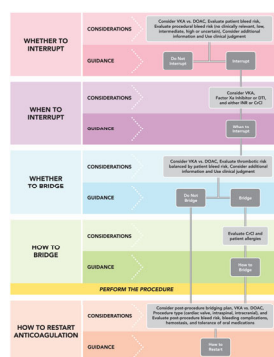 WHETHER TO
INTERRUPT
CONSIDERATIONS
Consider VKA vs. DOAC, Evaluate patient bleed risk,
Evaluate procedural bleed risk (no clinically relevant, low,
intermediate, high or uncertain), Consider additional
information and Use clinical judgment
GUIDANCE
Do Not
Interrupt
Interrupt
WHEN TO
INTERRUPT
CONSIDERATIONS
Consider VKA,
Factor Xa Inhibitor or DTI,
and either INR or CrCl
GUIDANCE
When to
Interrupt
WHETHER
TO BRIDGE
CONSIDERATIONS
Consider VKA vs. DOAC, Evaluate thrombotic risk
balanced by patient bleed risk, Consider additional
information and Use clinical judgment
GUIDANCE
Do Not
Bridge
Bridge
HOW TO
BRIDGE
CONSIDERATIONS
Evaluate CrCl and
patient allergies
GUIDANCE
How to
Bridge
PERFORM THE PROCEDURE
HOW TO RESTART
ANTICOAGULATION
CONSIDERATIONS
Consider post-procedure bridging plan, VKA vs. DOAC,
Procedure type (cardiac valve, intraspinal, intracranial), and
Evaluate post-procedure bleed risk, bleeding complications,
hemostasis, and tolerance of oral medications
GUIDANCE
How to
Restart